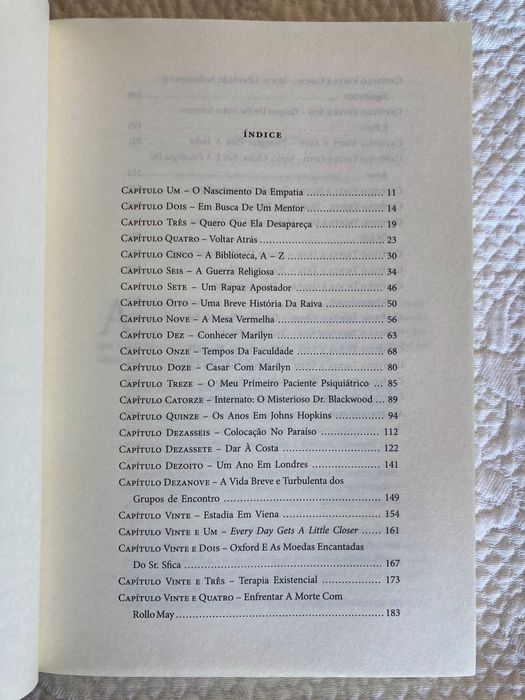 ÍNDICE
Capítulo Um – O Nascimento Da Empatia ........ 11
Capítulo Dois – Em Busca De Um Mentor ........ 14
Capítulo Três – Quero Que Ela Desapareça ........ 19
Capítulo Quatro – Voltar Atrás ........ 23
Capítulo Cinco – A Biblioteca, A – Z ........ 30
Capítulo Seis – A Guerra Religiosa ........ 34
Capítulo Sete – Um Rapaz Apostador ........ 46
Capítulo Oito – Uma Breve História Da Raiva ........ 50
Capítulo Nove – A Mesa Vermelha ........ 56
Capítulo Dez – Conhecer Marilyn ........ 63
Capítulo Onze – Tempos Da Faculdade ........ 68
Capítulo Doze – Casar Com Marilyn ........ 80
Capítulo Treze – O Meu Primeiro Paciente Psiquiátrico .... 85
Capítulo Catorze – Internato: O Misterioso Dr. Blackwood ... 89
Capítulo Quinze – Os Anos Em Johns Hopkins ........ 94
Capítulo Dezasseis – Colocação No Paraíso ........ 112
Capítulo Dezassete – Dar À Costa ........ 122
Capítulo Dezoito – Um Ano Em Londres ........ 141
Capítulo Dezanove – A Vida Breve e Turbulenta dos
Grupos de Encontro ........ 149
Capítulo Vinte – Estadia Em Viena ........ 154
Capítulo Vinte e Um – Every Day Gets A Little Closer ...... 161
Capítulo Vinte e Dois – Oxford E As Moedas Encantadas
Do Sr. Sfica ........ 167
Capítulo Vinte e Três – Terapia Existencial ........ 173
Capítulo Vinte e Quatro – Enfrentar A Morte Com
Rollo May ........ 183